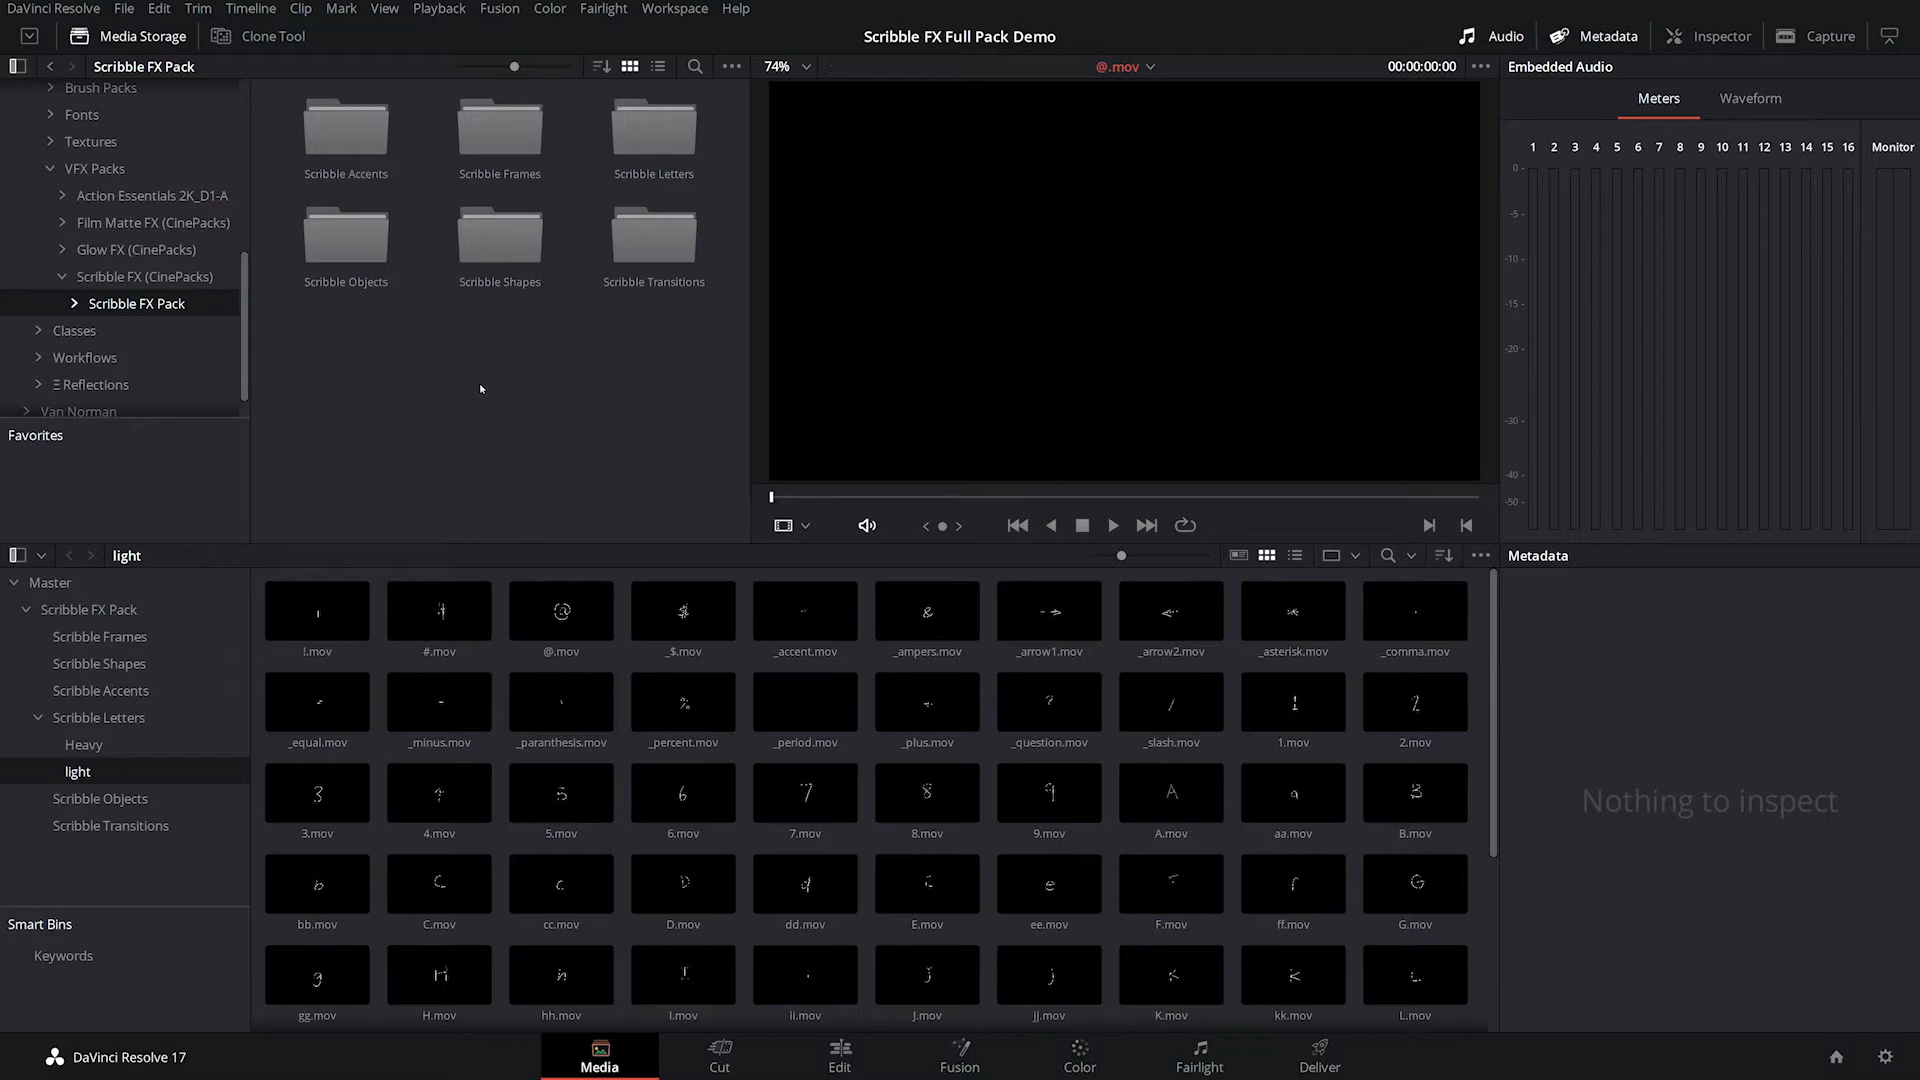 DaVinci Resolve File Edit Trim Timeline Clip Mark View Playback Fusion Color Fairlight Workspace Help
Media Storage Clone Tool Scribble FX Full Pack Demo Audio Metadata Inspector Capture
Scribble FX Pack 74% @.mov 00:00:00:00 Embedded Audio
Brush Packs
Fonts
Textures
VFX Packs
Action Essentials 2K_D1-A
Film Matte FX (CinePacks)
Glow FX (CinePacks)
Scribble FX (CinePacks)
Scribble FX Pack
Classes
Workflows
Ξ Reflections
Van Norman
Favorites
Scribble Accents Scribble Frames Scribble Letters
Scribble Objects Scribble Shapes Scribble Transitions
Meters Waveform
1 2 3 4 5 6 7 8 9 10 11 12 13 14 15 16 Monitor
0
-5
-10
-15
-20
-30
-40
-50
light
Master
Scribble FX Pack
Scribble Frames
Scribble Shapes
Scribble Accents
Scribble Letters
Heavy
light
Scribble Objects
Scribble Transitions
Smart Bins
Keywords
!.mov #.mov @.mov _$.mov _accent.mov _ampers.mov _arrow1.mov _arrow2.mov _asterisk.mov _comma.mov
_equal.mov _minus.mov _paranthesis.mov _percent.mov _period.mov _plus.mov _question.mov _slash.mov 1.mov 2.mov
3.mov 4.mov 5.mov 6.mov 7.mov 8.mov 9.mov A.mov aa.mov B.mov
bb.mov C.mov cc.mov D.mov dd.mov E.mov ee.mov F.mov ff.mov G.mov
gg.mov H.mov hh.mov I.mov ii.mov J.mov jj.mov K.mov kk.mov L.mov
Metadata
Nothing to inspect
DaVinci Resolve 17 Media Cut Edit Fusion Color Fairlight Deliver